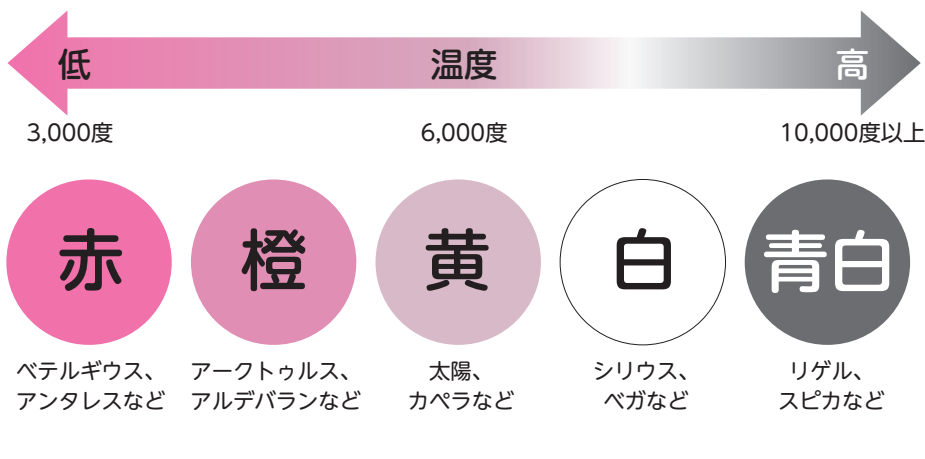 低 温度 高
3,000度 6,000度 10,000度以上
赤 橙 黄 白 青白
ベテルギウス、 アークトゥルス、 太陽、 シリウス、 リゲル、
アンタレスなど アルデバランなど カペラなど ベガなど スピカなど